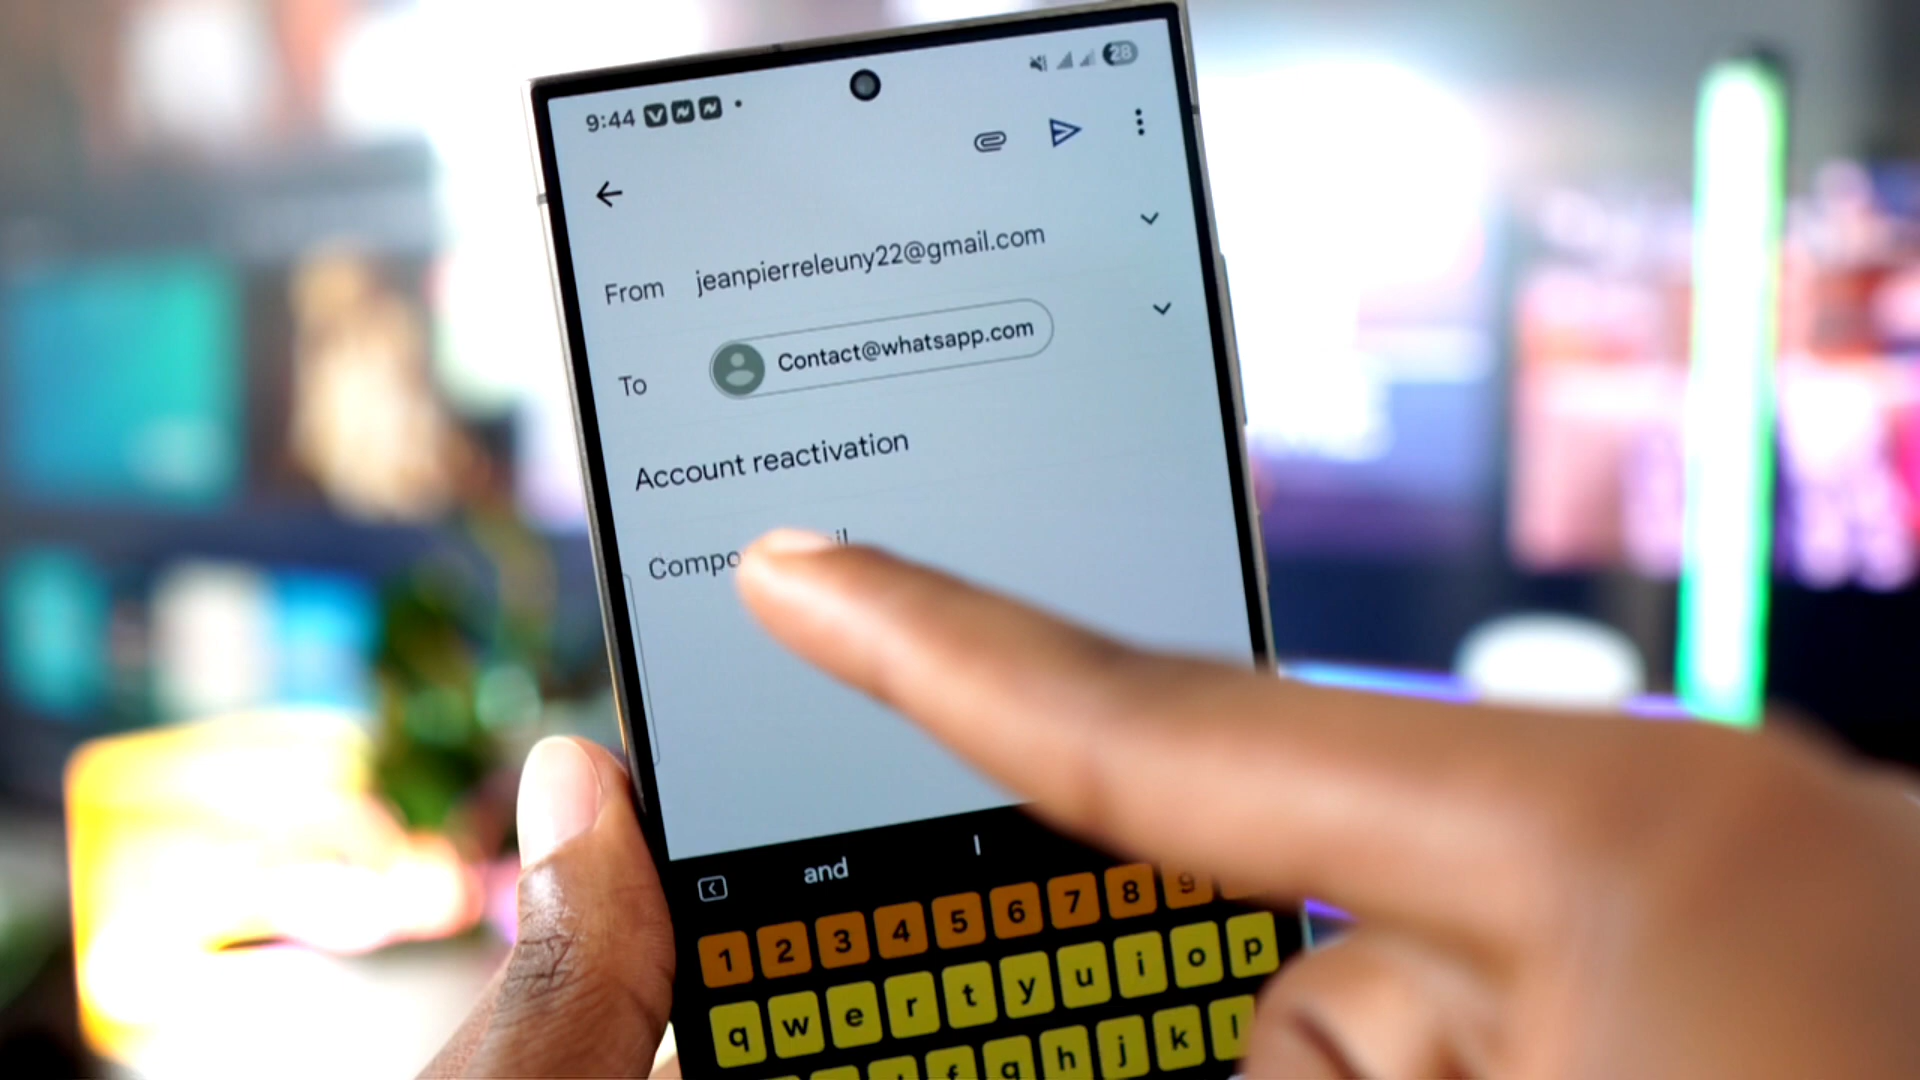 9:44
28
From jeanpierreleuny22@gmail.com
To Contact@whatsapp.com
Account reactivation
and I
1 2 3 4 5 6 7 8 9
q w e r t y u i o p
f g h j k l